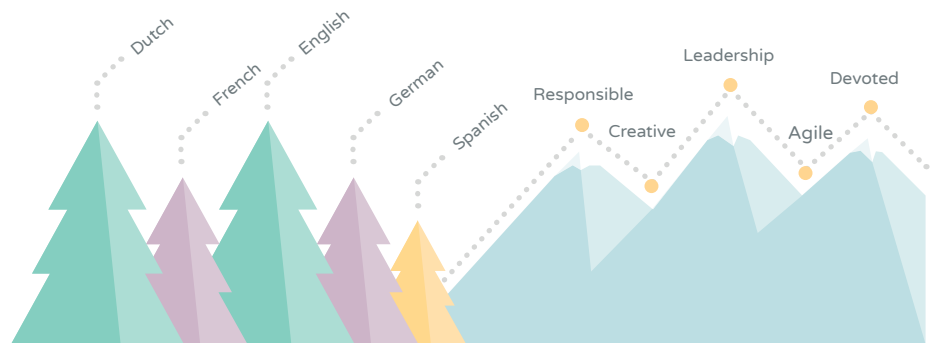 Dutch
French
English
German
Spanish
Responsible
Creative
Leadership
Agile
Devoted